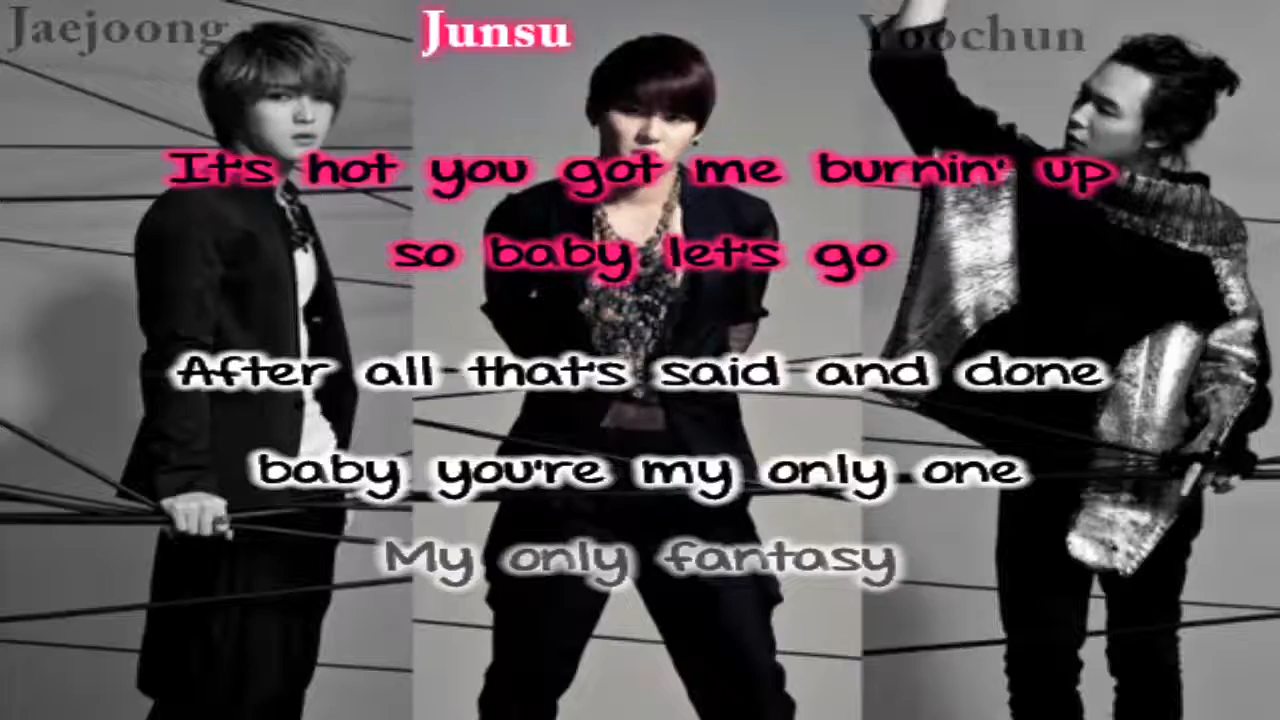 Jaejoong Junsu Yoochun
It's hot you got me burnin' up
so baby let's go
After all that's said and done
baby you're my only one
My only fantasy